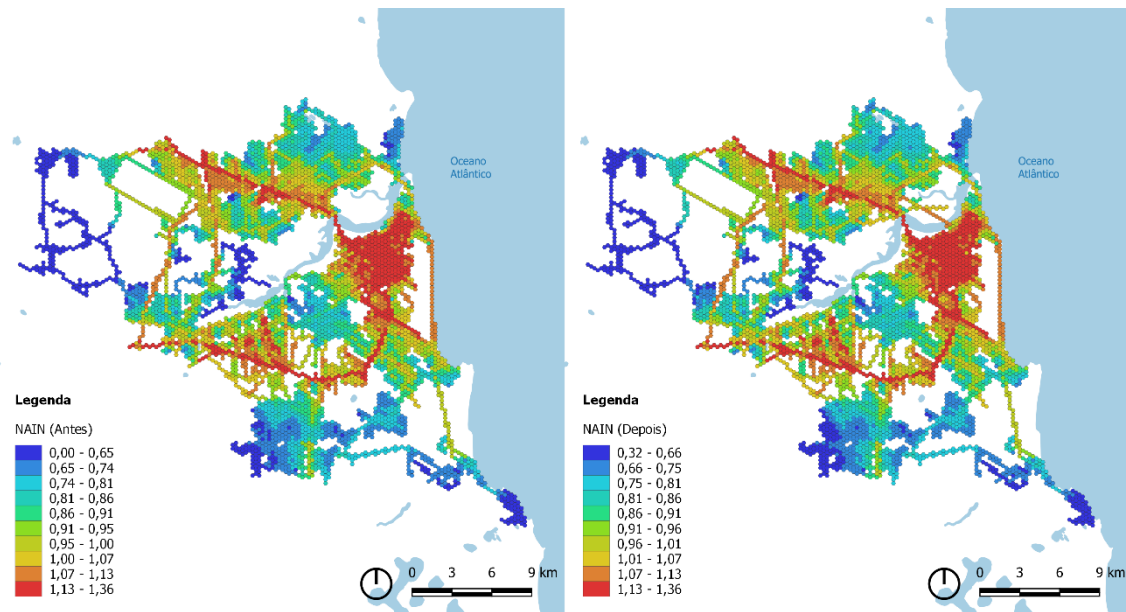 Oceano
Atlântico
Legenda
NAIN (Antes)
0,00 - 0,65
0,65 - 0,74
0,74 - 0,81
0,81 - 0,86
0,86 - 0,91
0,91 - 0,95
0,95 - 1,00
1,00 - 1,07
1,07 - 1,13
1,13 - 1,36
0 3 6 9 km
Oceano
Atlântico
Legenda
NAIN (Depois)
0,32 - 0,66
0,66 - 0,75
0,75 - 0,81
0,81 - 0,86
0,86 - 0,91
0,91 - 0,96
0,96 - 1,01
1,01 - 1,07
1,07 - 1,13
1,13 - 1,36
0 3 6 9 km